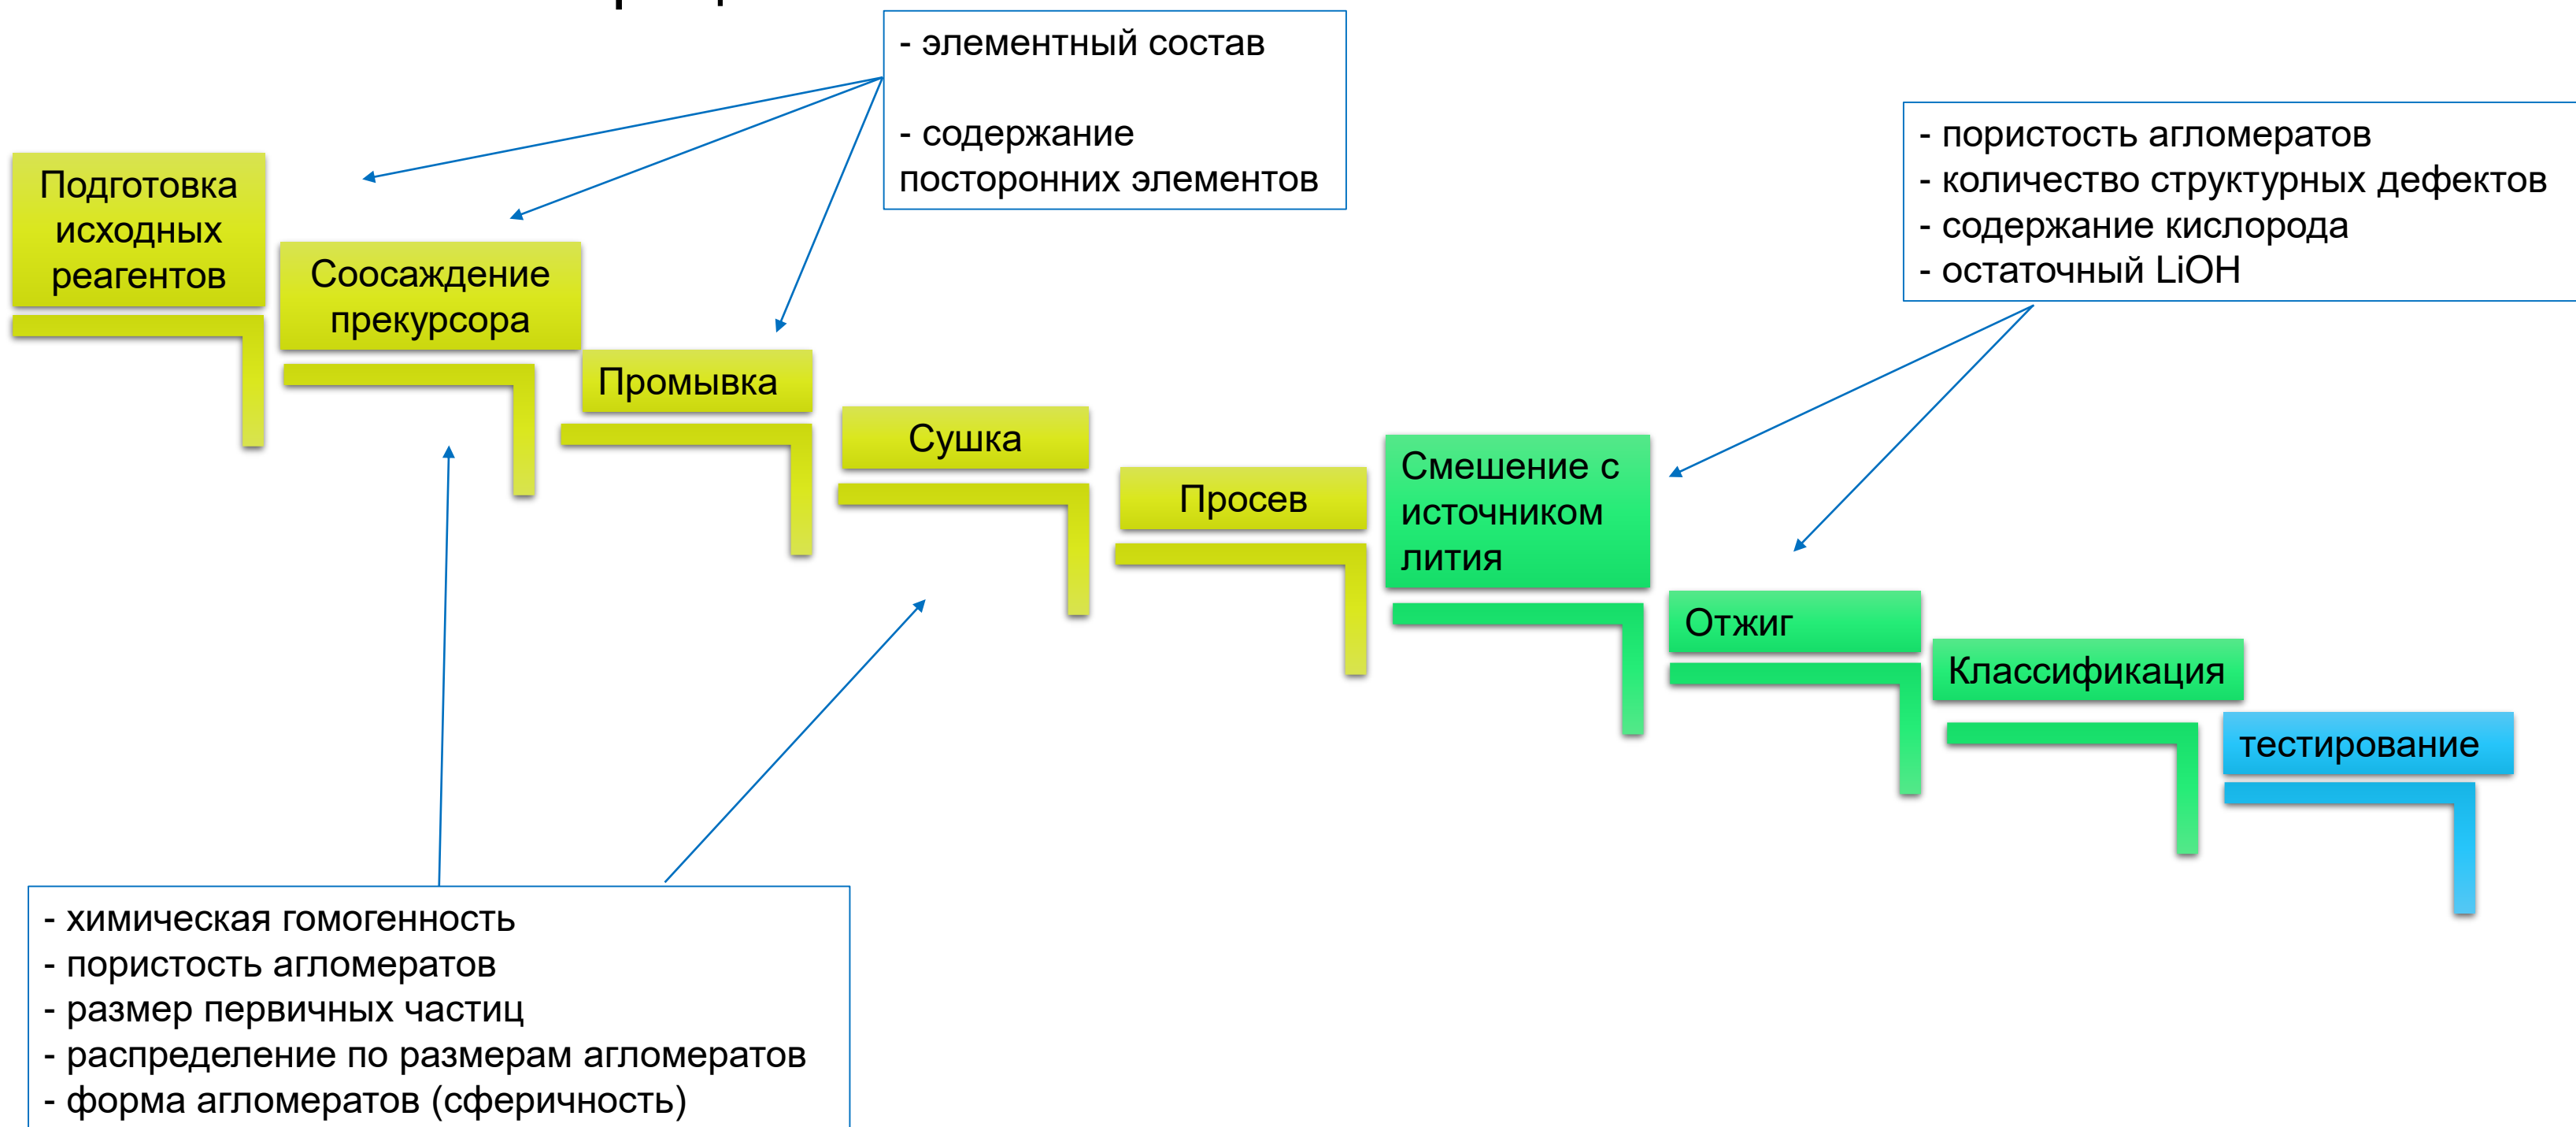 - элементный состав
- содержание
посторонних элементов
- пористость агломератов
- количество структурных дефектов
- содержание кислорода
- остаточный LiOH
Подготовка
исходных
реагентов
Соосаждение
прекурсора
Промывка
Сушка
Просев
Смешение с
источником
лития
Отжиг
Классификация
тестирование
- химическая гомогенность
- пористость агломератов
- размер первичных частиц
- распределение по размерам агломератов
- форма агломератов (сферичность)